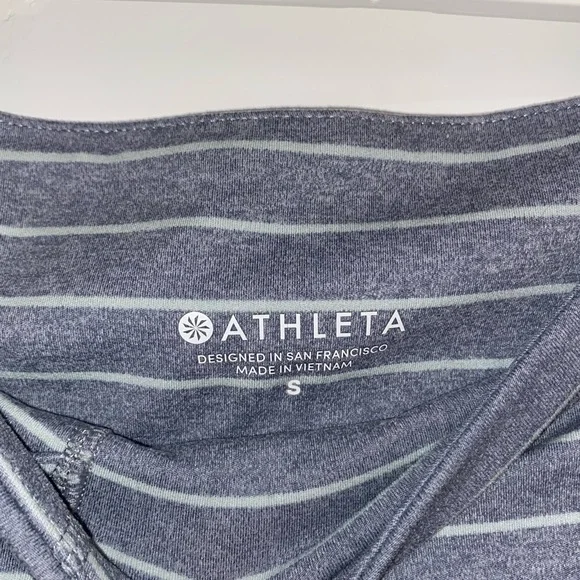 ATHLETA
DESIGNED IN SAN FRANCISCO
MADE IN VIETNAM
S